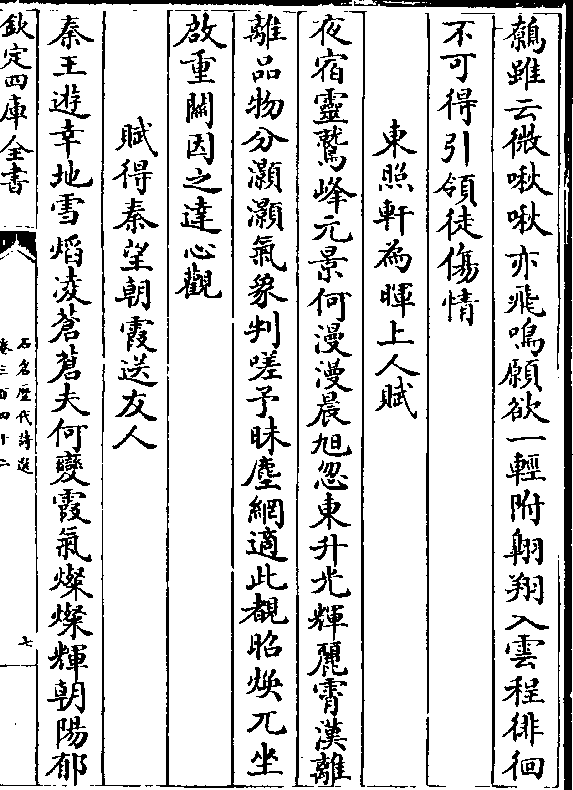 鷯雖云微啾啾亦飛鳴願欲一輕附翺翔入雲程徘徊
不可得引領徒傷情
東照軒為暉上人賦
夜宿靈鷲峰元景何漫漫晨旭忽東升光輝麗霄漢離
離品物分灝灝氣象判嗟予昧塵網適此覩昭焕兀坐
啟重關因之達心觀
賦得秦望朝霞送友人
秦王遊幸地雪熖凌蒼蒼夫何變霞氣燦燦輝朝陽郁
欽定四庫全書
石倉歷代詩選
卷三百四十二
七